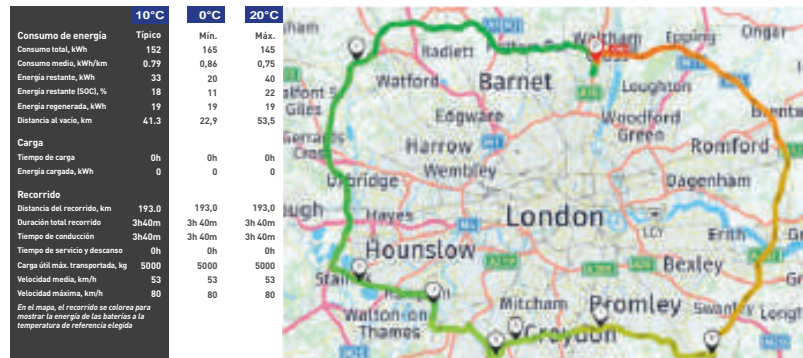 10°C 0°C 20°C
Consumo de energía Típico Mín. Máx.
Consumo total, kWh 152 165 145
Consumo medio, kWh/km 0.79 0,86 0,75
Energía restante, kWh 33 20 40
Energía restante (SOC), % 18 11 22
Energía regenerada, kWh 19 19 19
Distancia al vacío, km 41.3 22,9 53,5
Carga
Tiempo de carga 0h 0h 0h
Energía cargada, kWh 0 0 0
Recorrido
Distancia del recorrido, km 193.0 193,0 193,0
Duración total recorrido 3h40m 3h 40m 3h 40m
Tiempo de conducción 3h40m 3h 40m 3h 40m
Tiempo de servicio y descanso 0h 0h 0h
Carga útil máx. transportada, kg 5000 5000 5000
Velocidad media, km/h 53 53 53
Velocidad máxima, km/h 80 80 80
En el mapa, el recorrido se colorea para
mostrar la energía de las baterías a la
temperatura de referencia elegida
Epping
Ongar
Radlett
Watford
Barnet
Loughton
Giles
Edgware
Woodford
Green
Harrow
Romford
Wembley
Dagenham
Uxbridge
Hayes
London
LCY
Erith
Hounslow
Bexley
Mitcham
Bromley
Swanley
Walton-on
Thames
Croydon